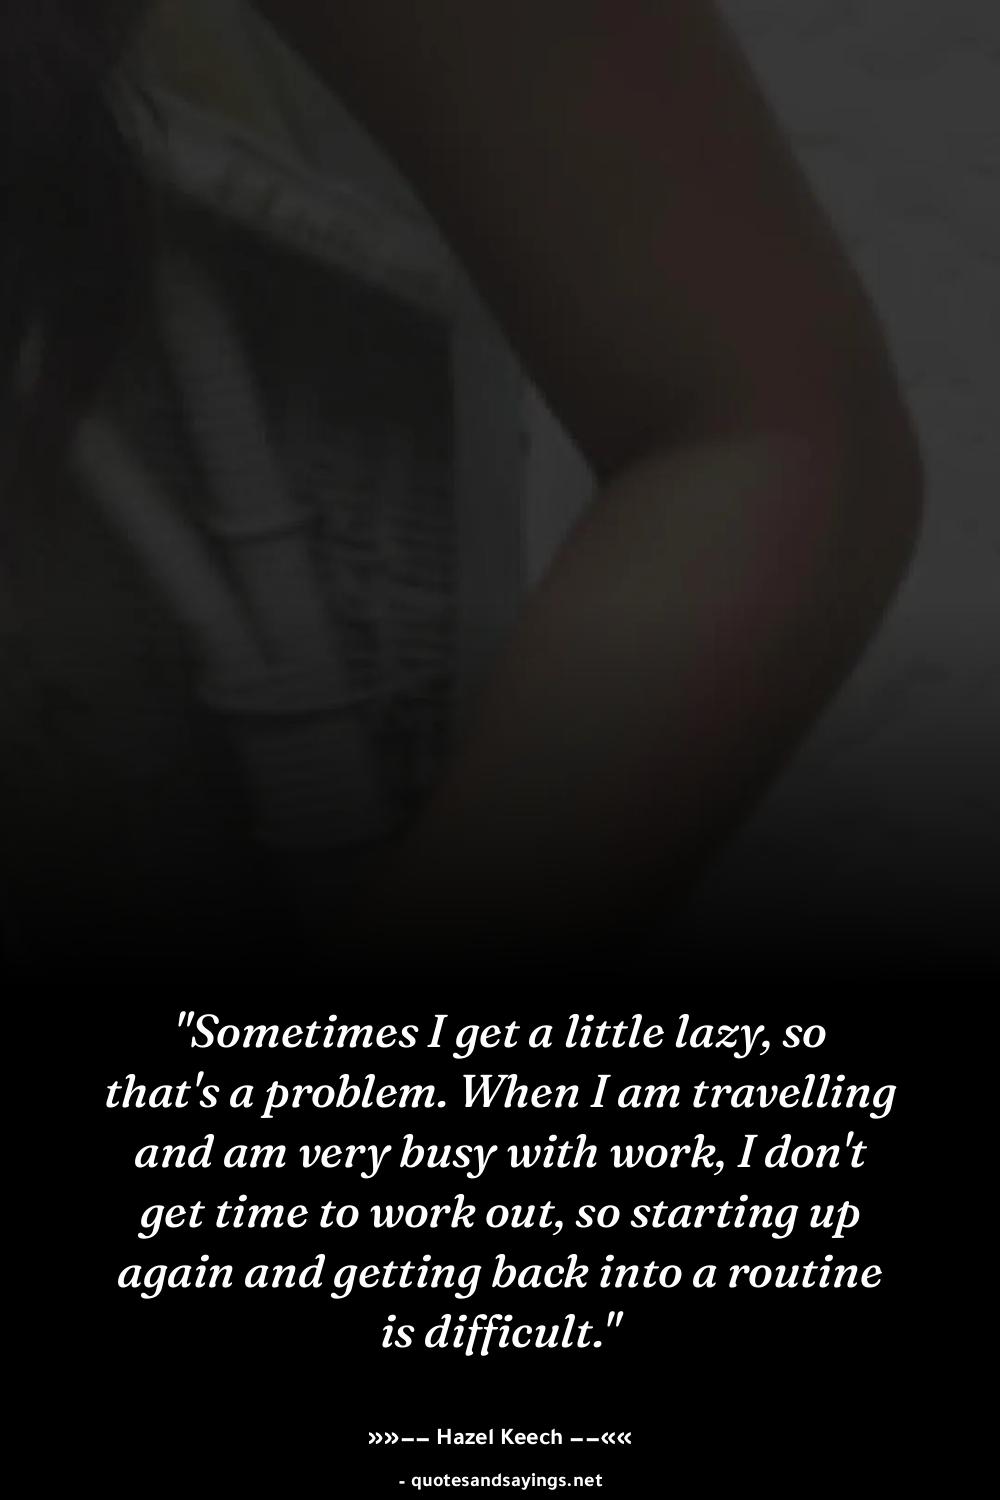 "Sometimes I get a little lazy, so
that's a problem. When I am travelling
and am very busy with work, I don't
get time to work out, so starting up
again and getting back into a routine
is difficult."
»»−− Hazel Keech −−««
- quotesandsayings.net